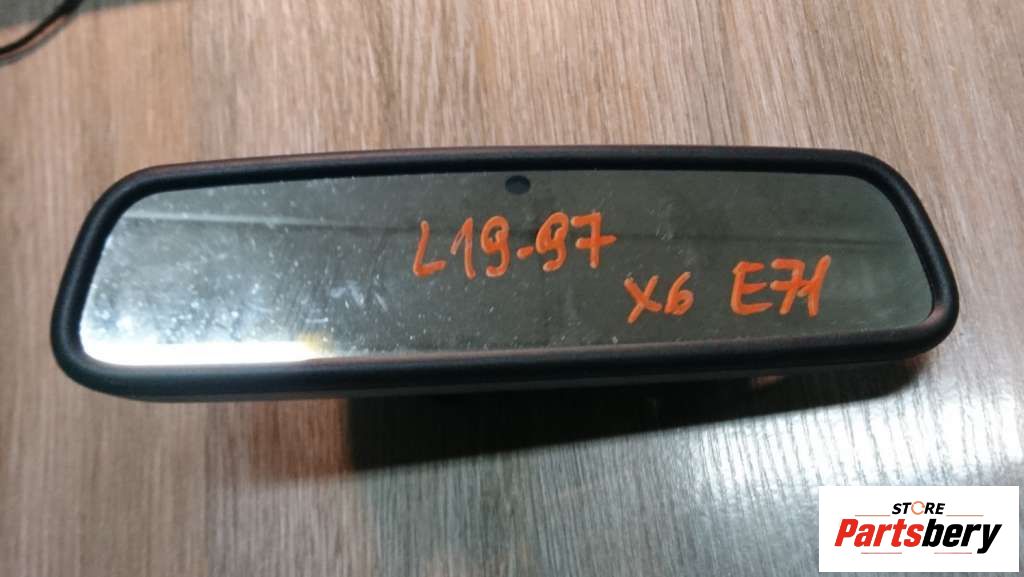 L19-97
X6 E71
STORE
Partsbery